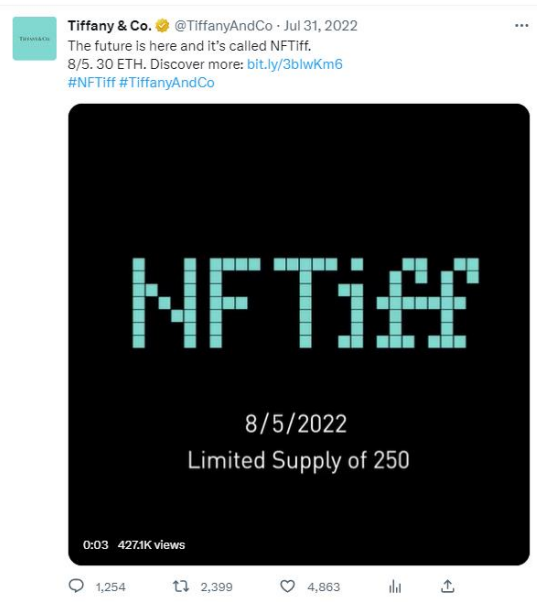 Tiffany & Co. @TiffanyAndCo · Jul 31, 2022
The future is here and it's called NFTiff.
8/5. 30 ETH. Discover more: bit.ly/3blwKm6
#NFTiff #TiffanyAndCo
NFTiff
8/5/2022
Limited Supply of 250
0:03 427.1K views
1,254 2,399 4,863